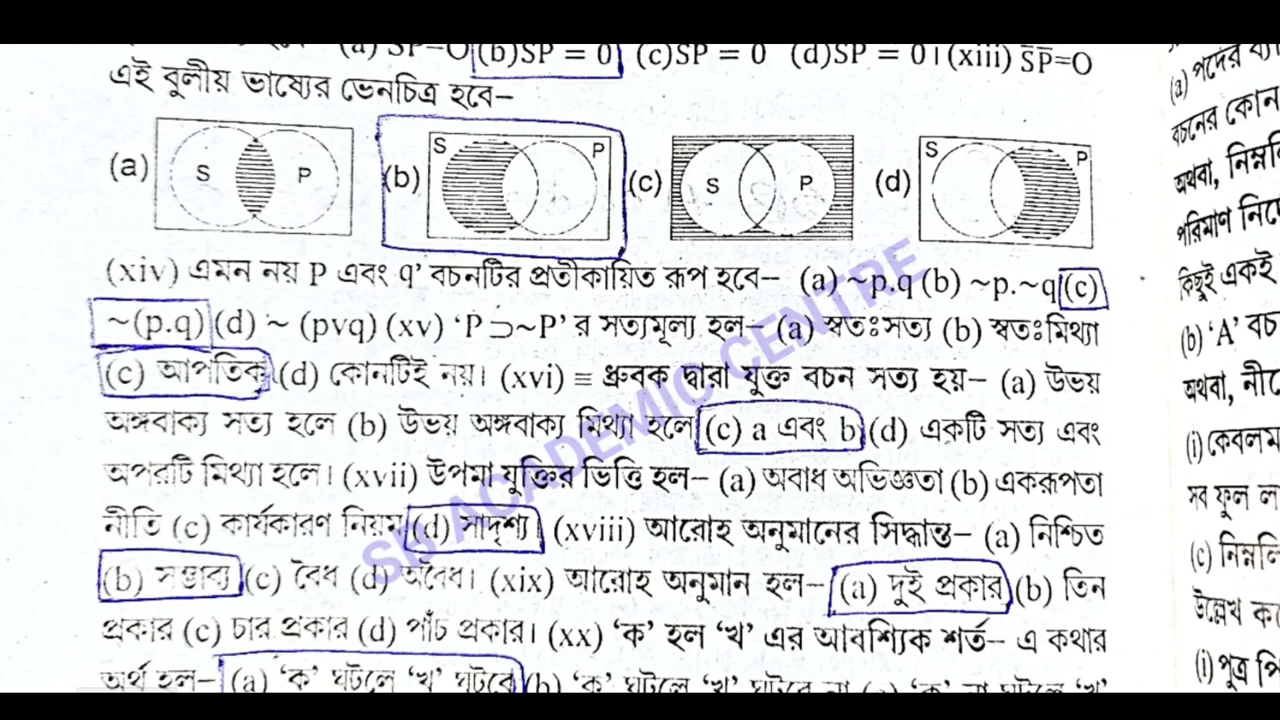 (a) SP=O (b)SP = 0 (c)SP = 0 (d)SP = 0। (xiii) S̄P̄=O
এই বুলীয় ভাষ্যের ভেনচিত্র হবে–
(a) S P (b) S P (c) S P (d) S P
(xiv) এমন নয় P এবং q’ বচনটির প্রতীকায়িত রূপ হবে– (a) ~p.q (b) ~p.~q (c)
~(p.q) (d) ~ (pvq) (xv) ‘P ⊃~P’ র সত্যমূল্য হল– (a) স্বতঃসত্য (b) স্বতঃমিথ্যা
(c) আপতিক (d) কোনটিই নয়। (xvi) ≡ ধ্রুবক দ্বারা যুক্ত বচন সত্য হয়– (a) উভয়
অঙ্গবাক্য সত্য হলে (b) উভয় অঙ্গবাক্য মিথ্যা হলে (c) a এবং b (d) একটি সত্য এবং
অপরটি মিথ্যা হলে। (xvii) উপমা যুক্তির ভিত্তি হল– (a) অবাধ অভিজ্ঞতা (b) একরূপতা
নীতি (c) কার্যকারণ নিয়ম (d) সাদৃশ্য। (xviii) আরোহ অনুমানের সিদ্ধান্ত– (a) নিশ্চিত
(b) সম্ভাব্য (c) বৈধ (d) অবৈধ। (xix) আরোহ অনুমান হল– (a) দুই প্রকার (b) তিন
প্রকার (c) চার প্রকার (d) পাঁচ প্রকার। (xx) ‘ক’ হল ‘খ’ এর আবশ্যিক শর্ত– এ কথার
অর্থ হল– (a) ‘ক’ ঘটলে ‘খ’ ঘটবে (b) ‘ক’ ঘটলে ‘খ’ ঘটবে না (c) ‘ক’ না ঘটলে ‘খ’
SB ACADEMIC CENTRE
(a) পদের
বচনের কোন
অথবা,
পরিমাণ
কিছুই একই
(b) ‘A’ বচ
অথবা,
(i) কেবলম
সব ফুল
(c)
উল্লেখ
(i) পুত্র